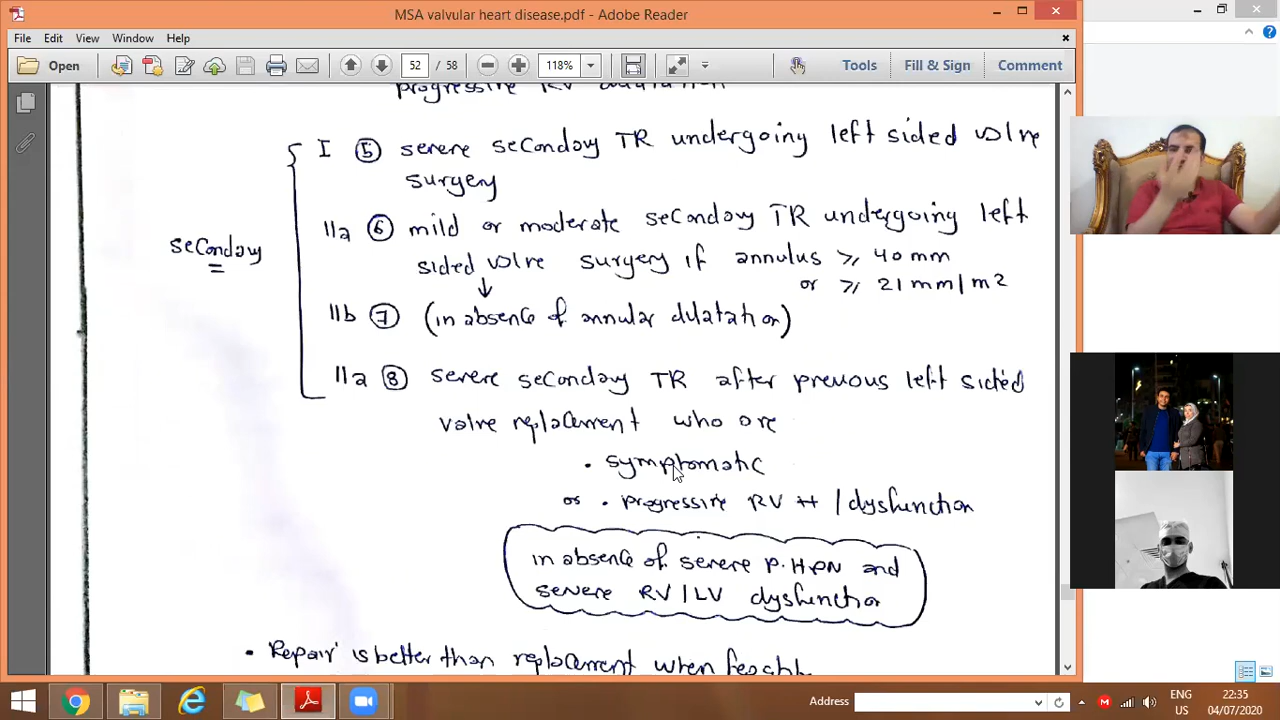 MSA valvular heart disease.pdf - Adobe Reader
File Edit View Window Help
Open 52 / 58 118% Tools Fill & Sign Comment
progressive RV dilatation
I ⑤ severe secondary TR undergoing left sided valve
surgery
IIa ⑥ mild or moderate secondary TR undergoing left
sided valve surgery if annulus ≥ 40 mm
or ≥ 21 mm/m2
secondary
IIb ⑦ (in absence of annular dilatation)
IIa ⑧ severe secondary TR after previous left sided
valve replacement who are
• symptomatic
or • progressive RV ++ / dysfunction
in absence of severe P.HPN and
severe RV/LV dysfunction
• Repair is better than replacement when feasable
Address
ENG
US
22:35
04/07/2020